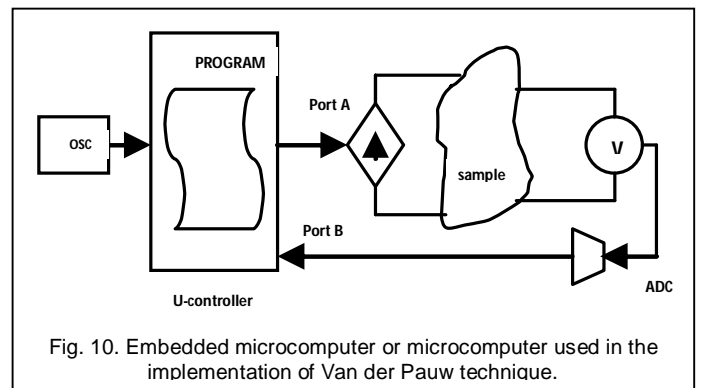 PROGRAM
Port A
OSC
V
sample
Port B
ADC
U-controller
Fig. 10. Embedded microcomputer or microcomputer used in the
implementation of Van der Pauw technique.